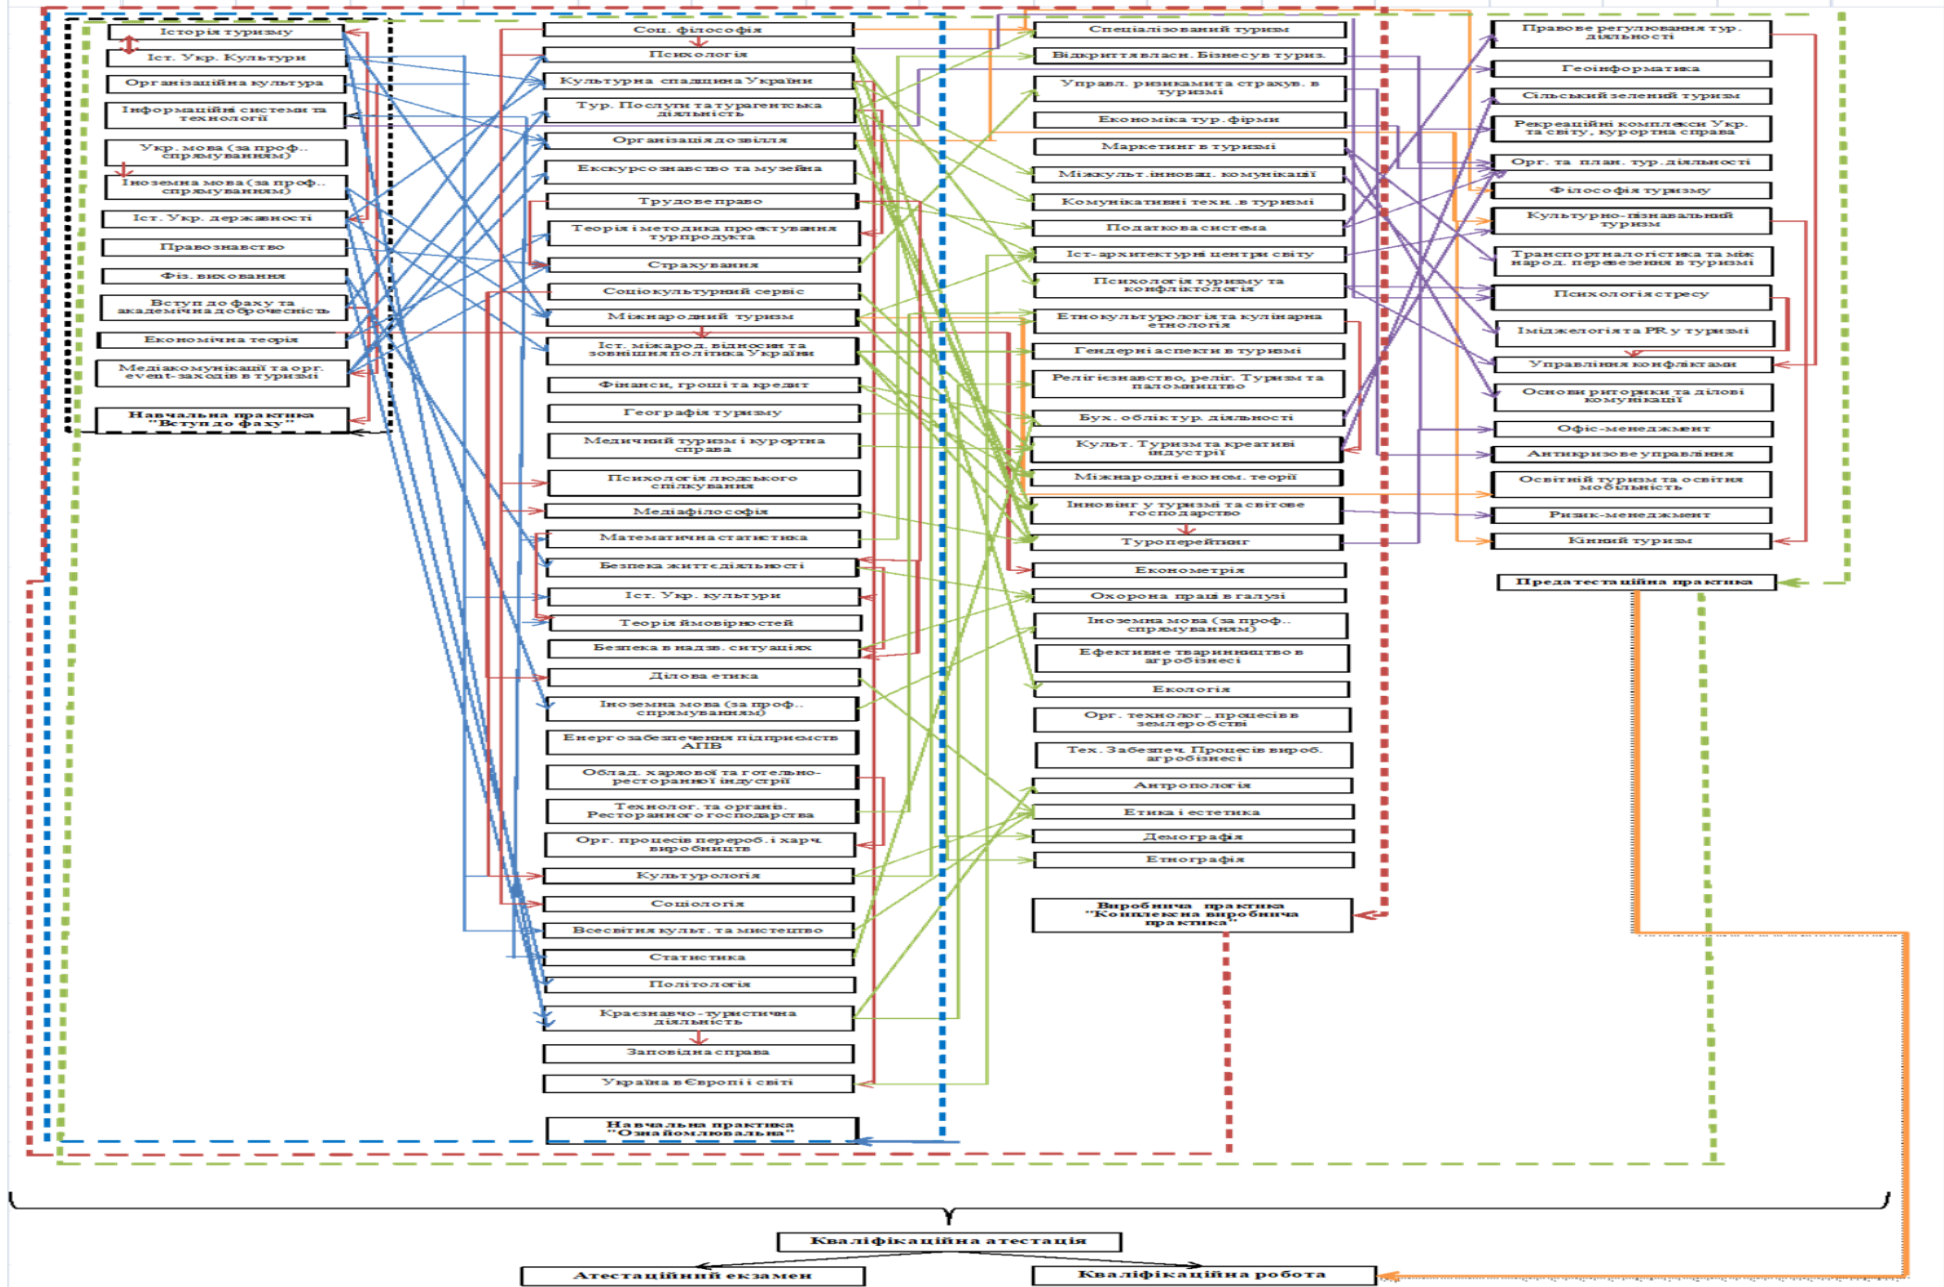 Історія туризму
Іст. Укр. Культури
Організаційна культура
Інформаційні системи та
технології
Укр. мова (за проф..
спрямуванням)
Іноземна мова (за проф..
спрямуванням)
Іст. Укр. державності
Правознавство
Фіз. виховання
Вступ до фаху та
академічна доброчесність
Економічна теорія
Медіакомунікації та орг.
event-заходів в туризмі
Навчальна практика
"Вступ до фаху"
Соц. філософія
Психологія
Культурна спадщина України
Тур. Послуги та турагентська
діяльність
Організація дозвілля
Екскурсознавство та музейна
Трудове право
Теорія і методика проектування
турпродукта
Страхування
Соціокультурний сервіс
Міжнародний туризм
Іст. міжарод. відносин та
зовнішня політика України
Фінанси, гроші та кредит
Географія туризму
Медичний туризм і курортна
справа
Психологія людського
спілкування
Медіафілософія
Математична статистика
Безпека життєдіяльності
Іст. Укр. культури
Теорія ймовірностей
Безпека в надзв. ситуаціях
Ділова етика
Іноземна мова (за проф..
спрямуванням)
Енергозабезпечення підприємств
АПВ
Облад. харчової та готельно-
ресторанної індустрії
Технолог. та організ.
Ресторанного господарства
Орг. процесів перероб. і харч.
виробництв
Культурологія
Соціологія
Всесвітня культ. та мистецтво
Статистика
Політологія
Краєзнавчо-туристична
діяльність
Заповідна справа
Україна в Європі і світі
Навчальна практика
"Ознайомлювальна"
Спеціалізований туризм
Відкриття власн. Бізнесу в туриз.
Управл. ризиками та страхув. в
туризмі
Економіка тур. фірми
Маркетинг в туризмі
Міжкульт.інновац. комунікації
Комунікативні техн .в туризмі
Податкова система
Іст-архітектурні центри світу
Психологія туризму та
конфліктологія
Етнокультурологія та кулінарна
етнологія
Гендерні аспекти в туризмі
Релігієзнавство, реліг. Туризм та
паломництво
Бух. облік тур. діяльності
Культ. Туризм та креативі
індустрії
Міжнародні економ. теорії
Інновінг у туризмі та світове
господарство
Туроперейтинг
Економетрія
Охорона праці в галузі
Іноземна мова (за проф..
спрямуванням)
Ефективне тваринництво в
агробізнесі
Екологія
Орг. технолог.. процесів в
землеробстві
Тех. Забезпеч. Процесів вироб.
агробізнесі
Антропологія
Етика і естетика
Демографія
Етнографія
Виробнича практика
"Комплексна виробнича
практика"
Правове регулювання тур.
діяльності
Геоінформатика
Сільський зелений туризм
Рекреаційні комплекси Укр.
та світу, курортна справа
Орг. та план. тур. діяльності
Філософія туризму
Культурно-пізнавальний
туризм
Транспорта логістика та між
народ. перевезення в туризмі
Психологія стресу
Іміджелогія та PR у туризмі
Управління конфліктами
Основи риторики та ділові
комунікації
Офіс-менеджмент
Антикризове управління
Освітній туризм та освітня
мобільність
Ризик-менеджмент
Кінний туризм
Предатестаційна практика
Кваліфікаційна атестація
Атестаційний екзамен
Кваліфікаційна робота